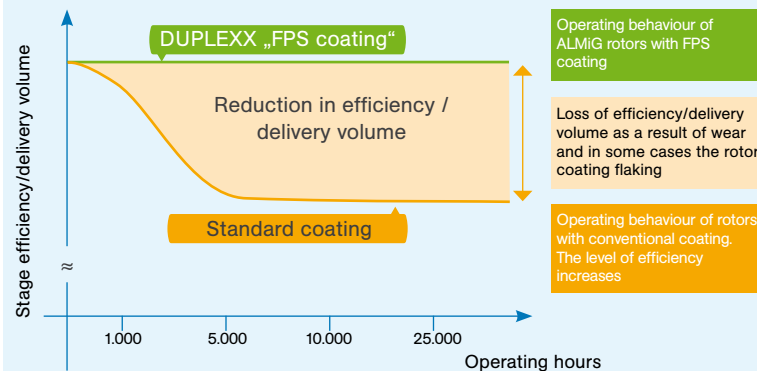 DUPLEXX „FPS coating“
Reduction in efficiency /
delivery volume
Standard coating
Stage efficiency/delivery volume
≈
1.000
5.000
10.000
25.000
Operating hours
Operating behaviour of
ALMiG rotors with FPS
coating
Loss of efficiency/delivery
volume as a result of wear
and in some cases the rotor
coating flaking
Operating behaviour of rotors
with conventional coating.
The level of efficiency
increases